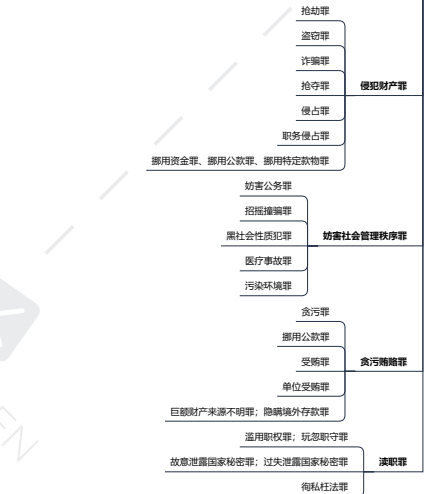 抢劫罪
盗窃罪
诈骗罪
抢夺罪
侵占罪
职务侵占罪
挪用资金罪、挪用公款罪、挪用特定款物罪
侵犯财产罪
妨害公务罪
招摇撞骗罪
黑社会性质犯罪
医疗事故罪
污染环境罪
妨害社会管理秩序罪
贪污罪
挪用公款罪
受贿罪
单位受贿罪
巨额财产来源不明罪；隐瞒境外存款罪
贪污贿赂罪
滥用职权罪；玩忽职守罪
故意泄露国家秘密罪；过失泄露国家秘密罪
徇私枉法罪
渎职罪